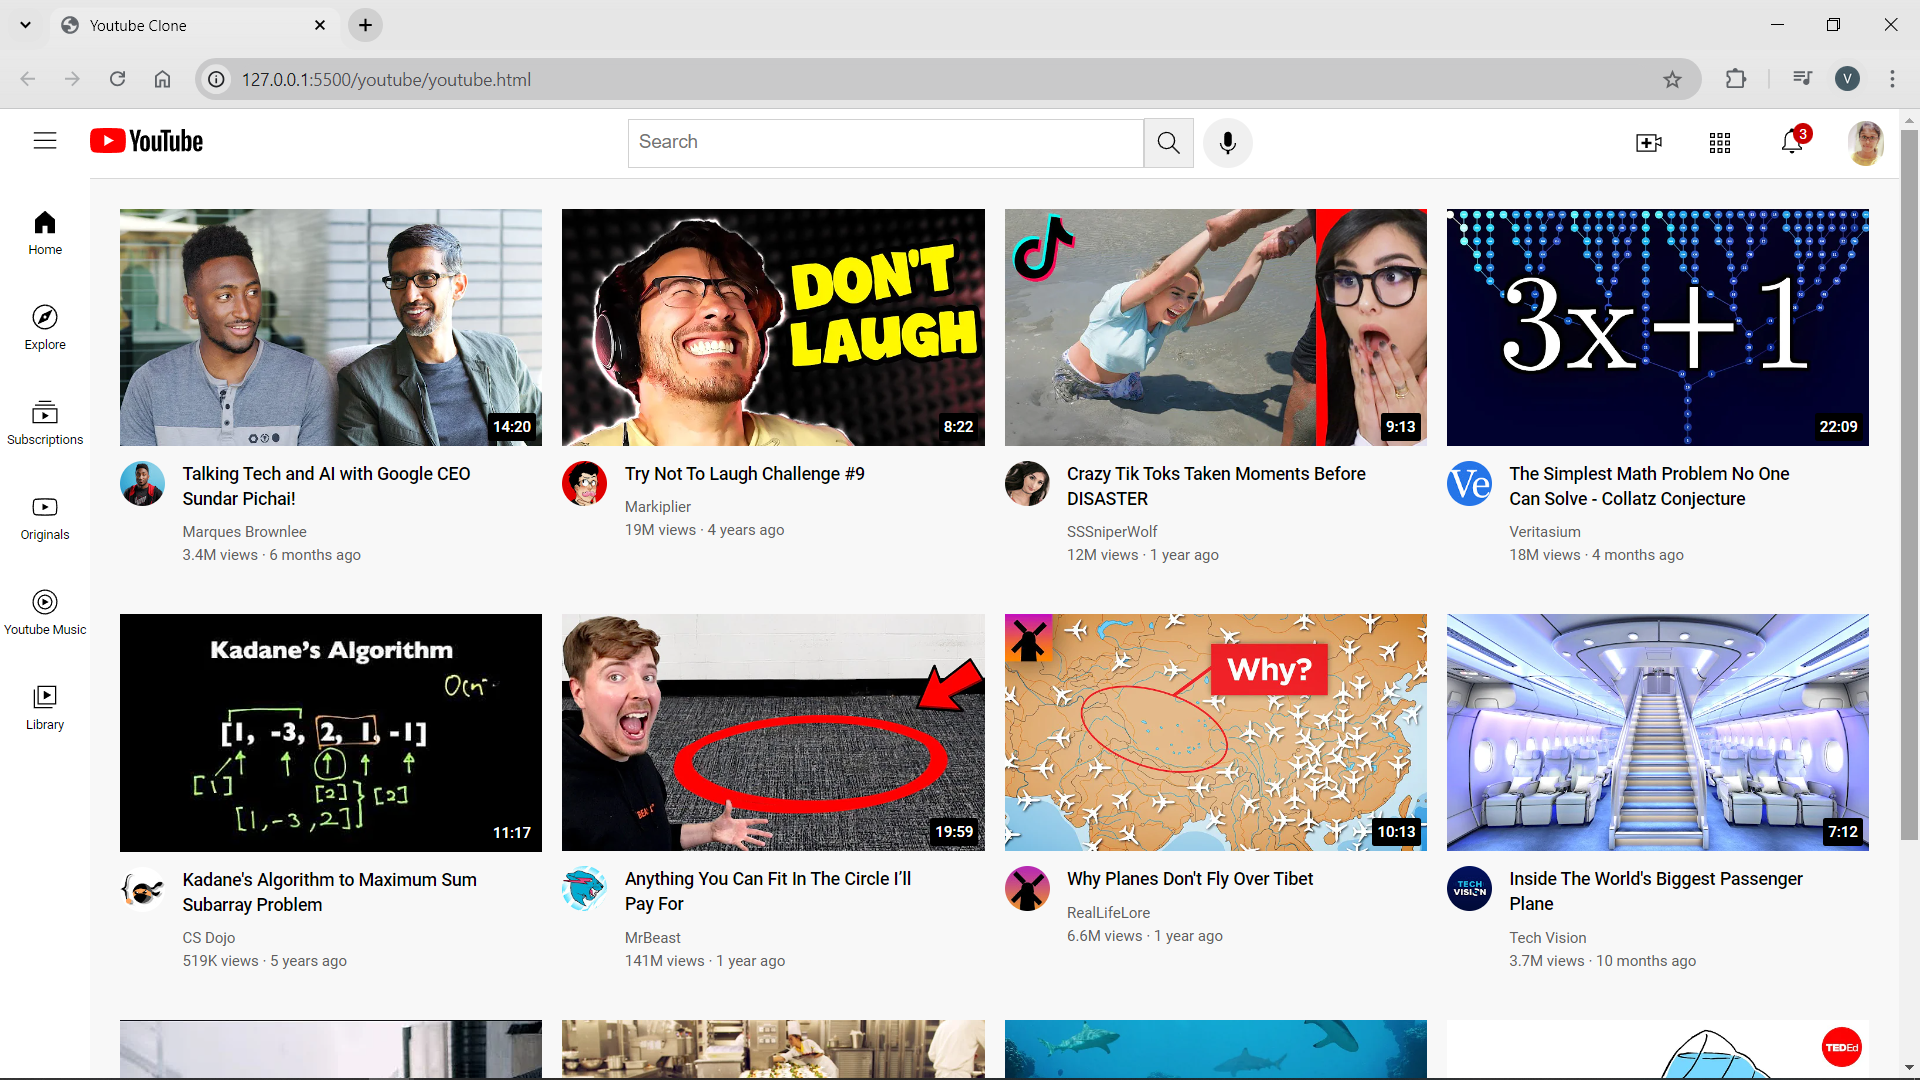 Youtube Clone
127.0.0.1:5500/youtube/youtube.html
V
YouTube
Search
3
Home
Explore
Subscriptions
Originals
Youtube Music
Library
14:20
Talking Tech and AI with Google CEO
Sundar Pichai!
Marques Brownlee
3.4M views · 6 months ago
DON'T
LAUGH
8:22
Try Not To Laugh Challenge #9
Markiplier
19M views · 4 years ago
9:13
Crazy Tik Toks Taken Moments Before
DISASTER
SSSniperWolf
12M views · 1 year ago
3x+1
22:09
Ve
The Simplest Math Problem No One
Can Solve - Collatz Conjecture
Veritasium
18M views · 4 months ago
Kadane's Algorithm
[1, -3, 2, 1, -1]
[1]
[2]
[2]
[1,-3,2]
11:17
Kadane's Algorithm to Maximum Sum
Subarray Problem
CS Dojo
519K views · 5 years ago
19:59
Anything You Can Fit In The Circle I’ll
Pay For
MrBeast
141M views · 1 year ago
Why?
10:13
Why Planes Don't Fly Over Tibet
RealLifeLore
6.6M views · 1 year ago
7:12
TECH
VISION
Inside The World's Biggest Passenger
Plane
Tech Vision
3.7M views · 10 months ago
TEDEd